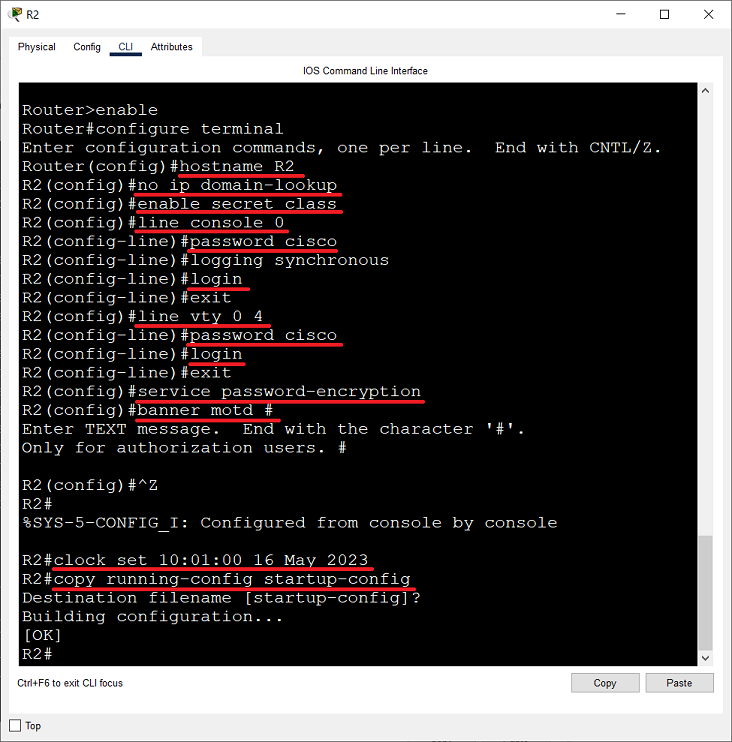 R2
Physical Config CLI Attributes
IOS Command Line Interface
Router>enable
Router#configure terminal
Enter configuration commands, one per line.  End with CNTL/Z.
Router(config)#hostname R2
R2(config)#no ip domain-lookup
R2(config)#enable secret class
R2(config)#line console 0
R2(config-line)#password cisco
R2(config-line)#logging synchronous
R2(config-line)#login
R2(config-line)#exit
R2(config)#line vty 0 4
R2(config-line)#password cisco
R2(config-line)#login
R2(config-line)#exit
R2(config)#service password-encryption
R2(config)#banner motd #
Enter TEXT message.  End with the character '#'.
Only for authorization users. #
R2(config)#^Z
R2#
%SYS-5-CONFIG_I: Configured from console by console
R2#clock set 10:01:00 16 May 2023
R2#copy running-config startup-config
Destination filename [startup-config]?
Building configuration...
[OK]
R2#
Ctrl+F6 to exit CLI focus Copy Paste
Top